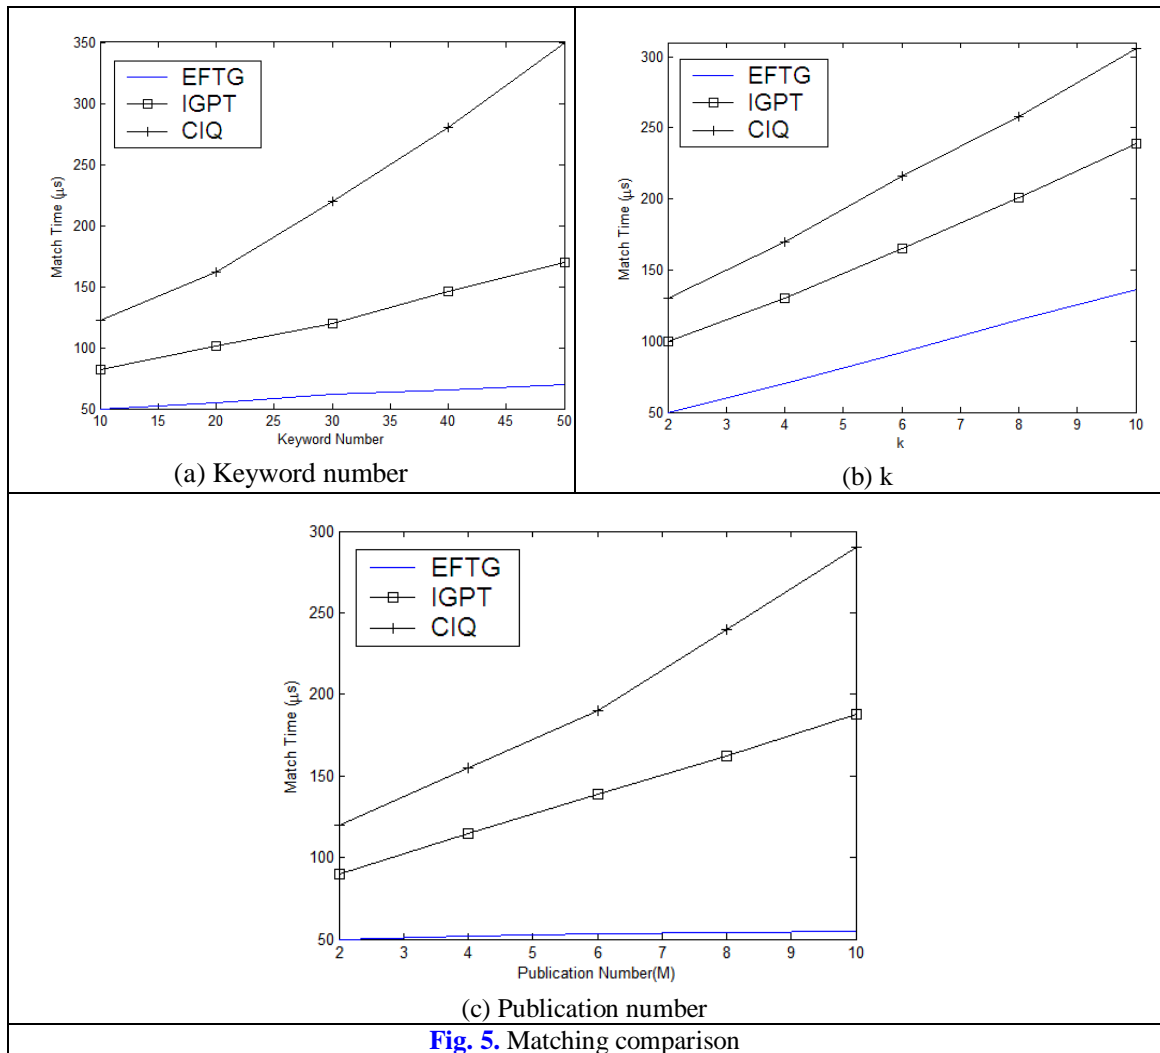 350
300
250
200
150
100
50
Match Time (μs)
EFTG
IGPT
CIQ
10 15 20 25 30 35 40 45 50
Keyword Number
(a) Keyword number
300
250
200
150
100
50
Match Time (μs)
EFTG
IGPT
CIQ
2 3 4 5 6 7 8 9 10
k
(b) k
300
250
200
150
100
50
Match Time (μs)
EFTG
IGPT
CIQ
2 3 4 5 6 7 8 9 10
Publication Number(M)
(c) Publication number
Fig. 5. Matching comparison